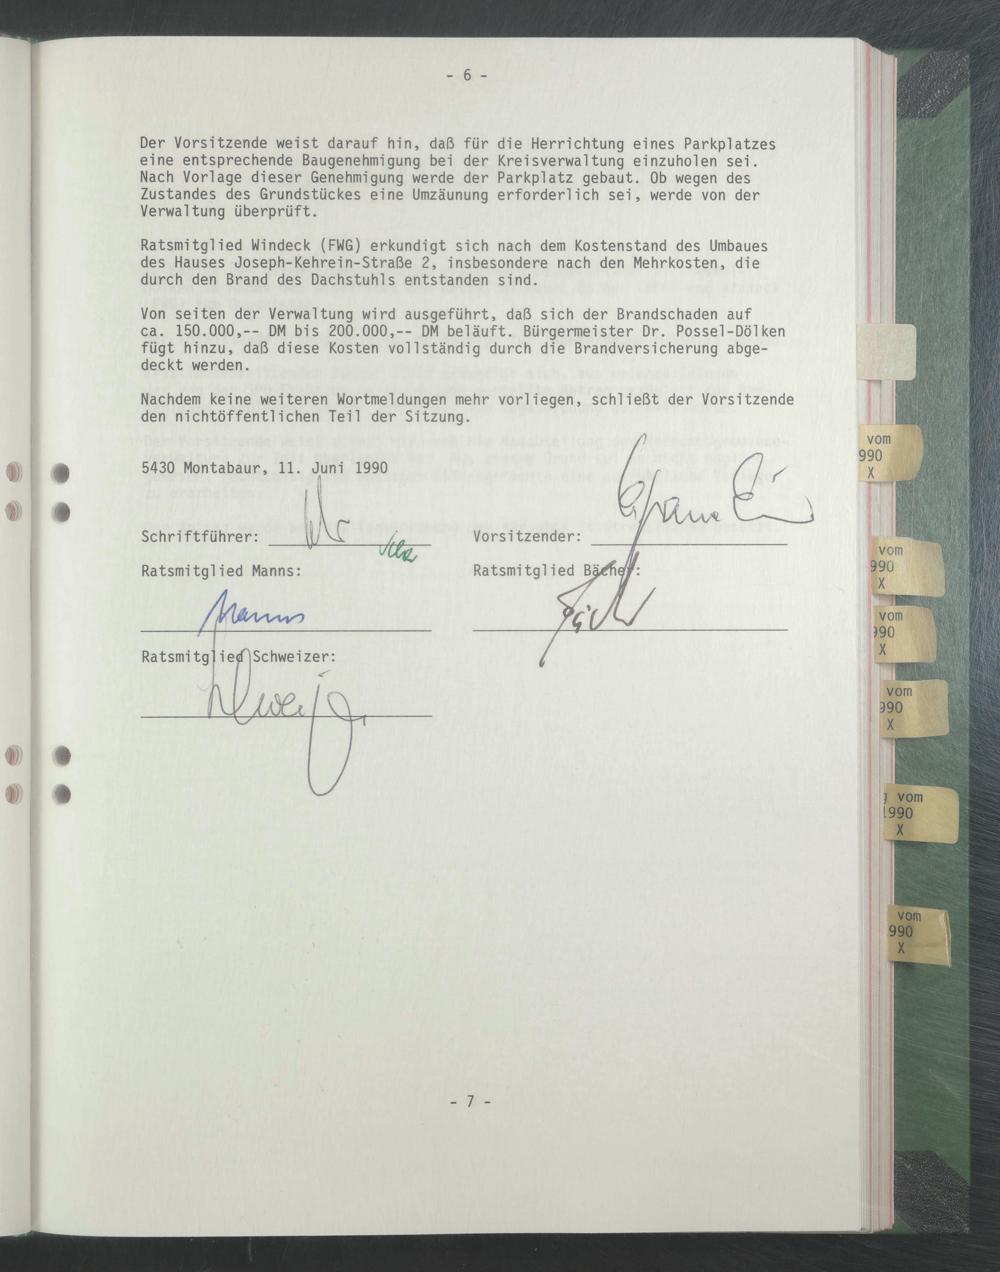 - 6 -
Der Vorsitzende weist darauf hin, daß für die Herrichtung eines Parkplatzes
eine entsprechende Baugenehmigung bei der Kreisverwaltung einzuholen sei.
Nach Vorlage dieser Genehmigung werde der Parkplatz gebaut. Ob wegen des
Zustandes des Grundstückes eine Umzäunung erforderlich sei, werde von der
Verwaltung überprüft.
Ratsmitglied Windeck (FWG) erkundigt sich nach dem Kostenstand des Umbaues
des Hauses Joseph-Kehrein-Straße 2, insbesondere nach den Mehrkosten, die
durch den Brand des Dachstuhls entstanden sind.
Von seiten der Verwaltung wird ausgeführt, daß sich der Brandschaden auf
ca. 150.000,-- DM bis 200.000,-- DM beläuft. Bürgermeister Dr. Possel-Dölken
fügt hinzu, daß diese Kosten vollständig durch die Brandversicherung abge-
deckt werden.
Nachdem keine weiteren Wortmeldungen mehr vorliegen, schließt der Vorsitzende
den nichtöffentlichen Teil der Sitzung.
5430 Montabaur, 11. Juni 1990
Schriftführer:
Vorsitzender:
Ratsmitglied Manns:
Ratsmitglied Bächer:
Manns
Ratsmitglied Schweizer:
- 7 -
vom
990
X
vom
990
X
vom
990
X
vom
990
X
g vom
1990
X
vom
990
X